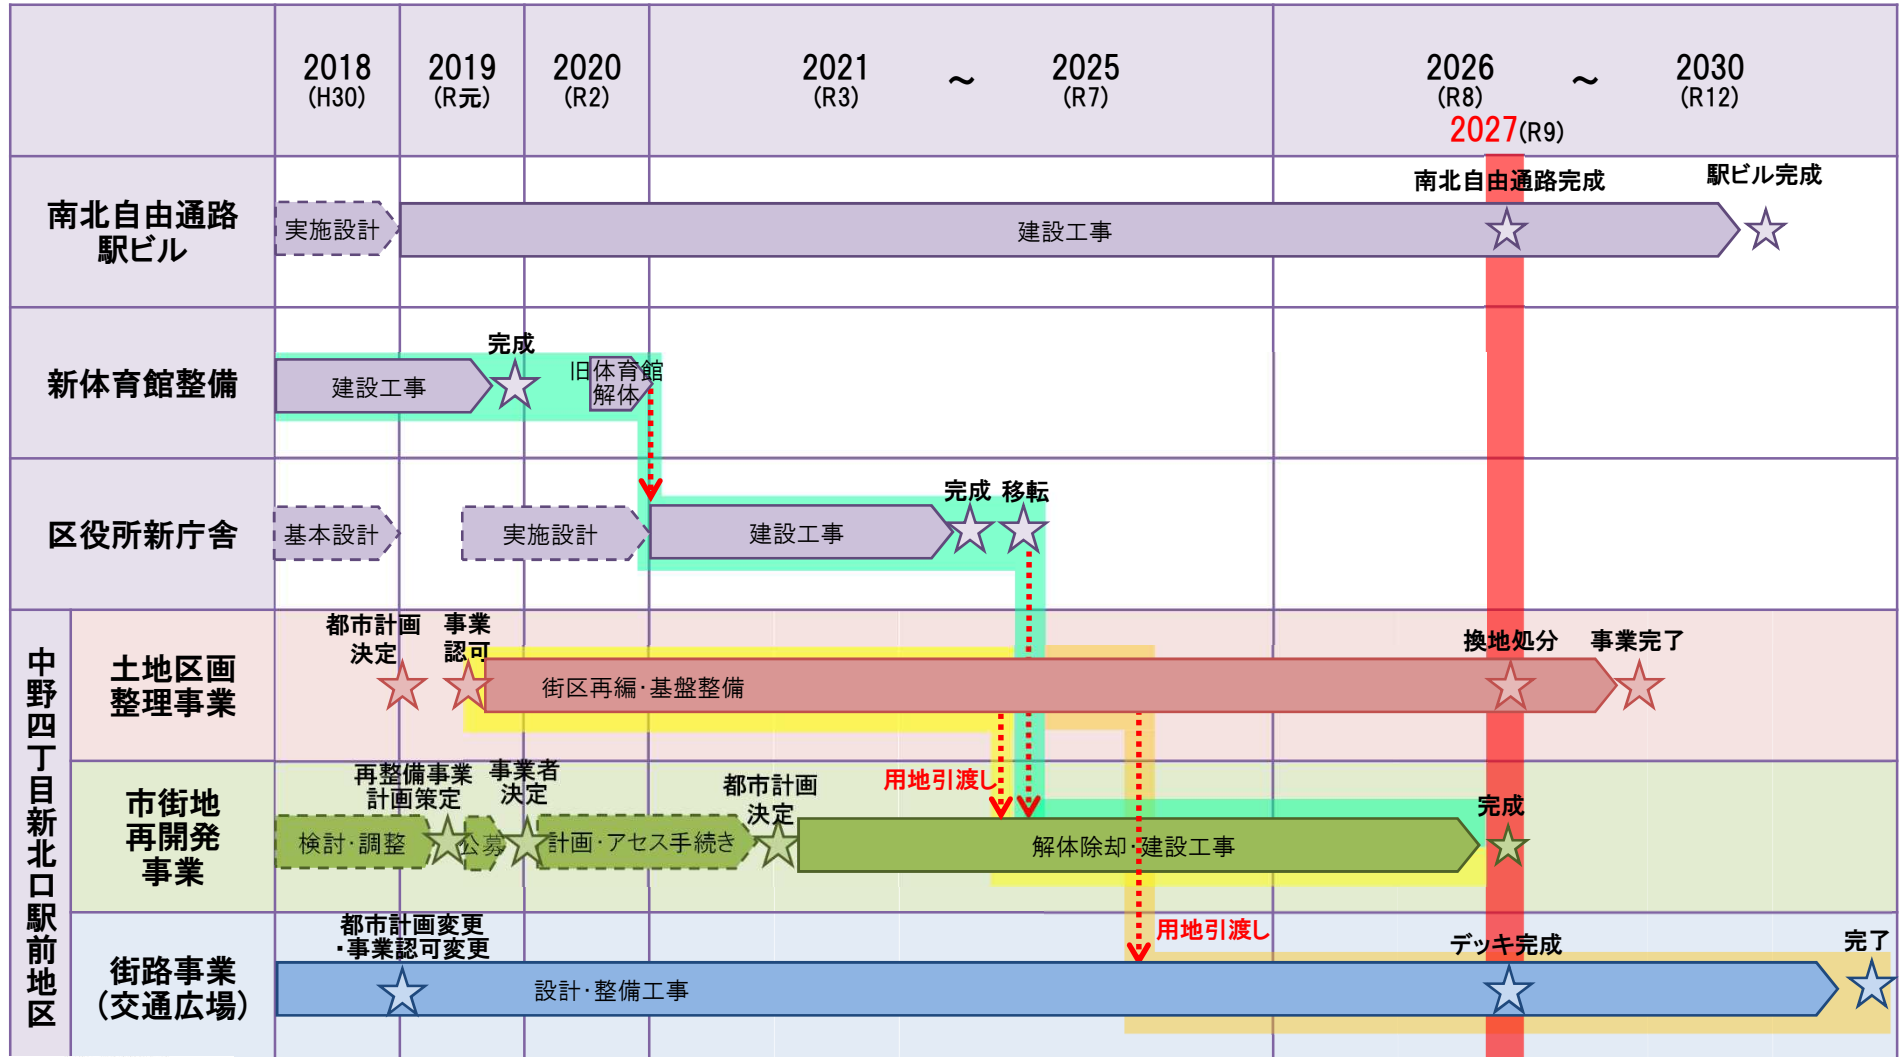 2018
(H30)
2019
(R元)
2020
(R2)
2021
(R3)
～
2025
(R7)
2026
(R8)
～
2030
(R12)
2027(R9)
南北自由通路
駅ビル
実施設計
建設工事
南北自由通路完成
駅ビル完成
新体育館整備
建設工事
完成
旧体育館
解体
区役所新庁舎
基本設計
実施設計
建設工事
完成
移転
中野四丁目新北口駅前地区
土地区画
整理事業
都市計画
決定
事業
認可
街区再編・基盤整備
換地処分
事業完了
市街地
再開発
事業
検討・調整
再整備事業
計画策定
公募
事業者
決定
計画・アセス手続き
都市計画
決定
用地引渡し
解体除却・建設工事
完成
街路事業
（交通広場）
都市計画変更
・事業認可変更
設計・整備工事
用地引渡し
デッキ完成
完了